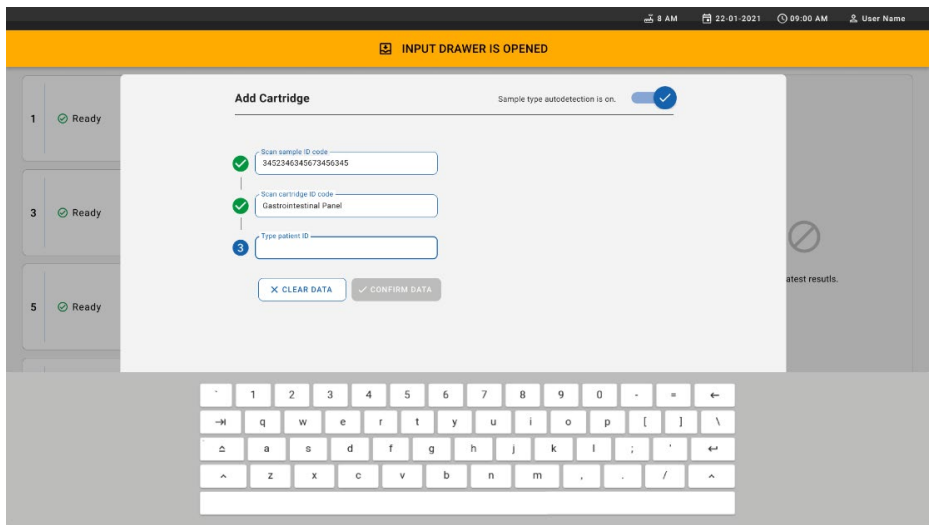 8 AM 22-01-2021 09:00 AM User Name
INPUT DRAWER IS OPENED
Add Cartridge
Sample type autodetection is on.
1 Ready
Scan sample ID code
3452346345673456345
Scan cartridge ID code
Gastrointestinal Panel
3 Ready
Type patient ID
3
atest resutls.
CLEAR DATA
CONFIRM DATA
5 Ready
` 1 2 3 4 5 6 7 8 9 0 - =
q w e r t y u i o p [ ] \
a s d f g h j k l ; '
z x c v b n m , . /